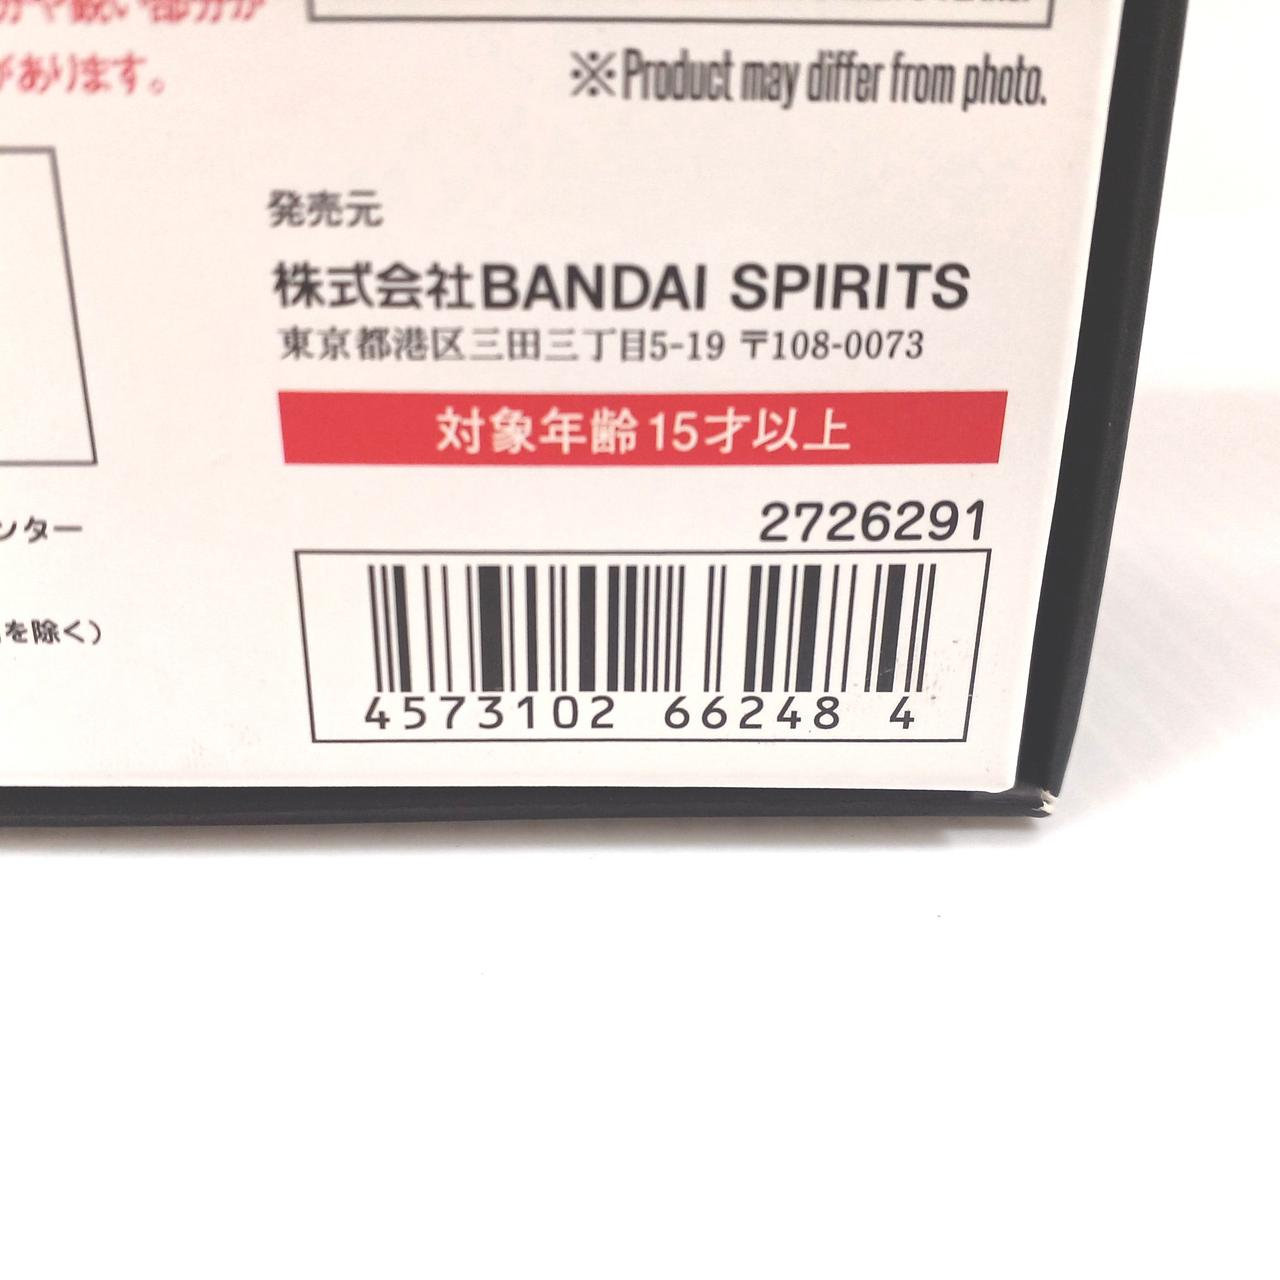 があります。
※Product may differ from photo.
発売元
株式会社BANDAI SPIRITS
東京都港区三田三丁目5-19 〒108-0073
対象年齢15才以上
2726291
ンター
を除く)
4573102 66248 4